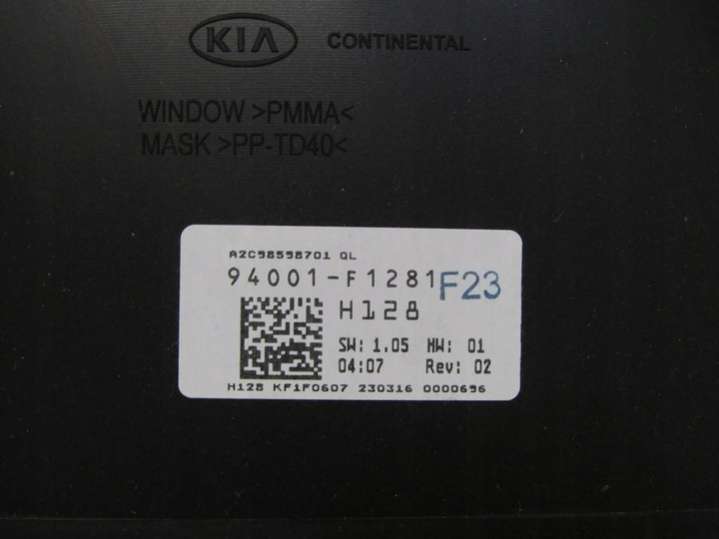 KIA CONTINENTAL
WINDOW >PMMA<
MASK >PP-TD40<
A2C98598701 QL
94001-F1281 F23
H128
SW: 1.05 HW: 01
04:07 Rev: 02
H128 KF1F0607 230316 0000696